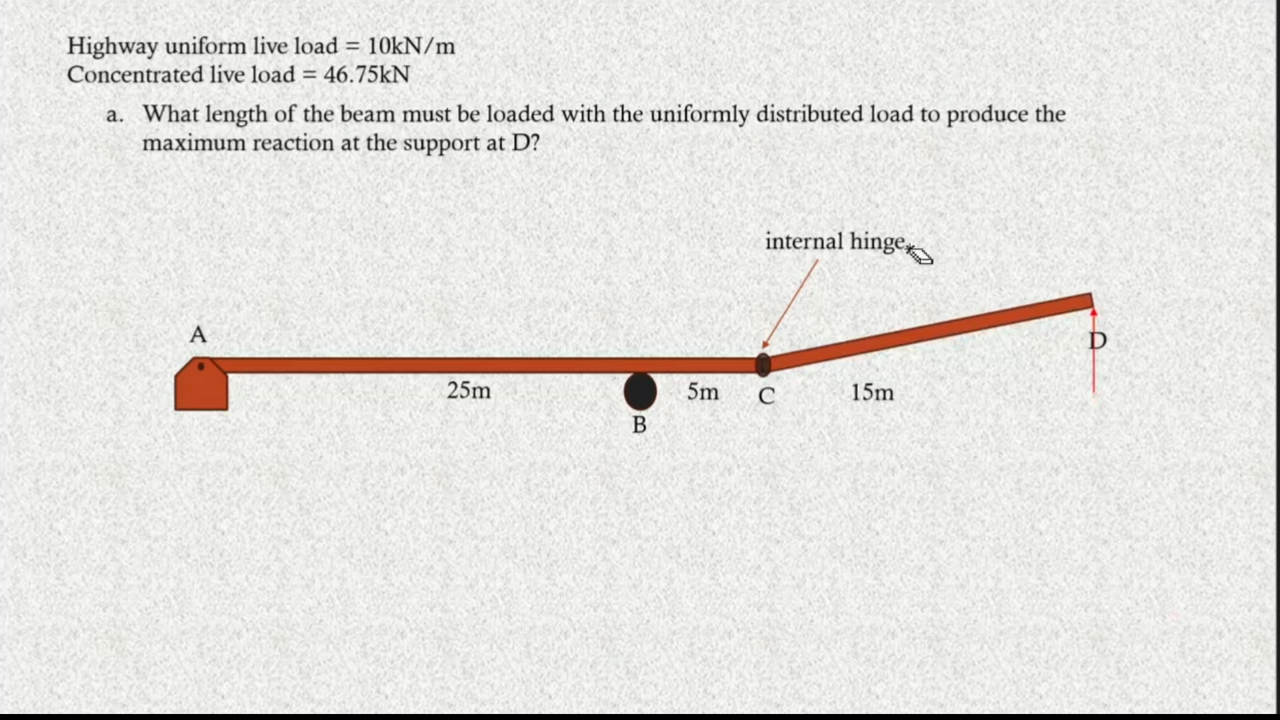 Highway uniform live load = 10kN/m
Concentrated live load = 46.75kN
a. What length of the beam must be loaded with the uniformly distributed load to produce the
maximum reaction at the support at D?
internal hinge
A
D
25m
5m
C
15m
B